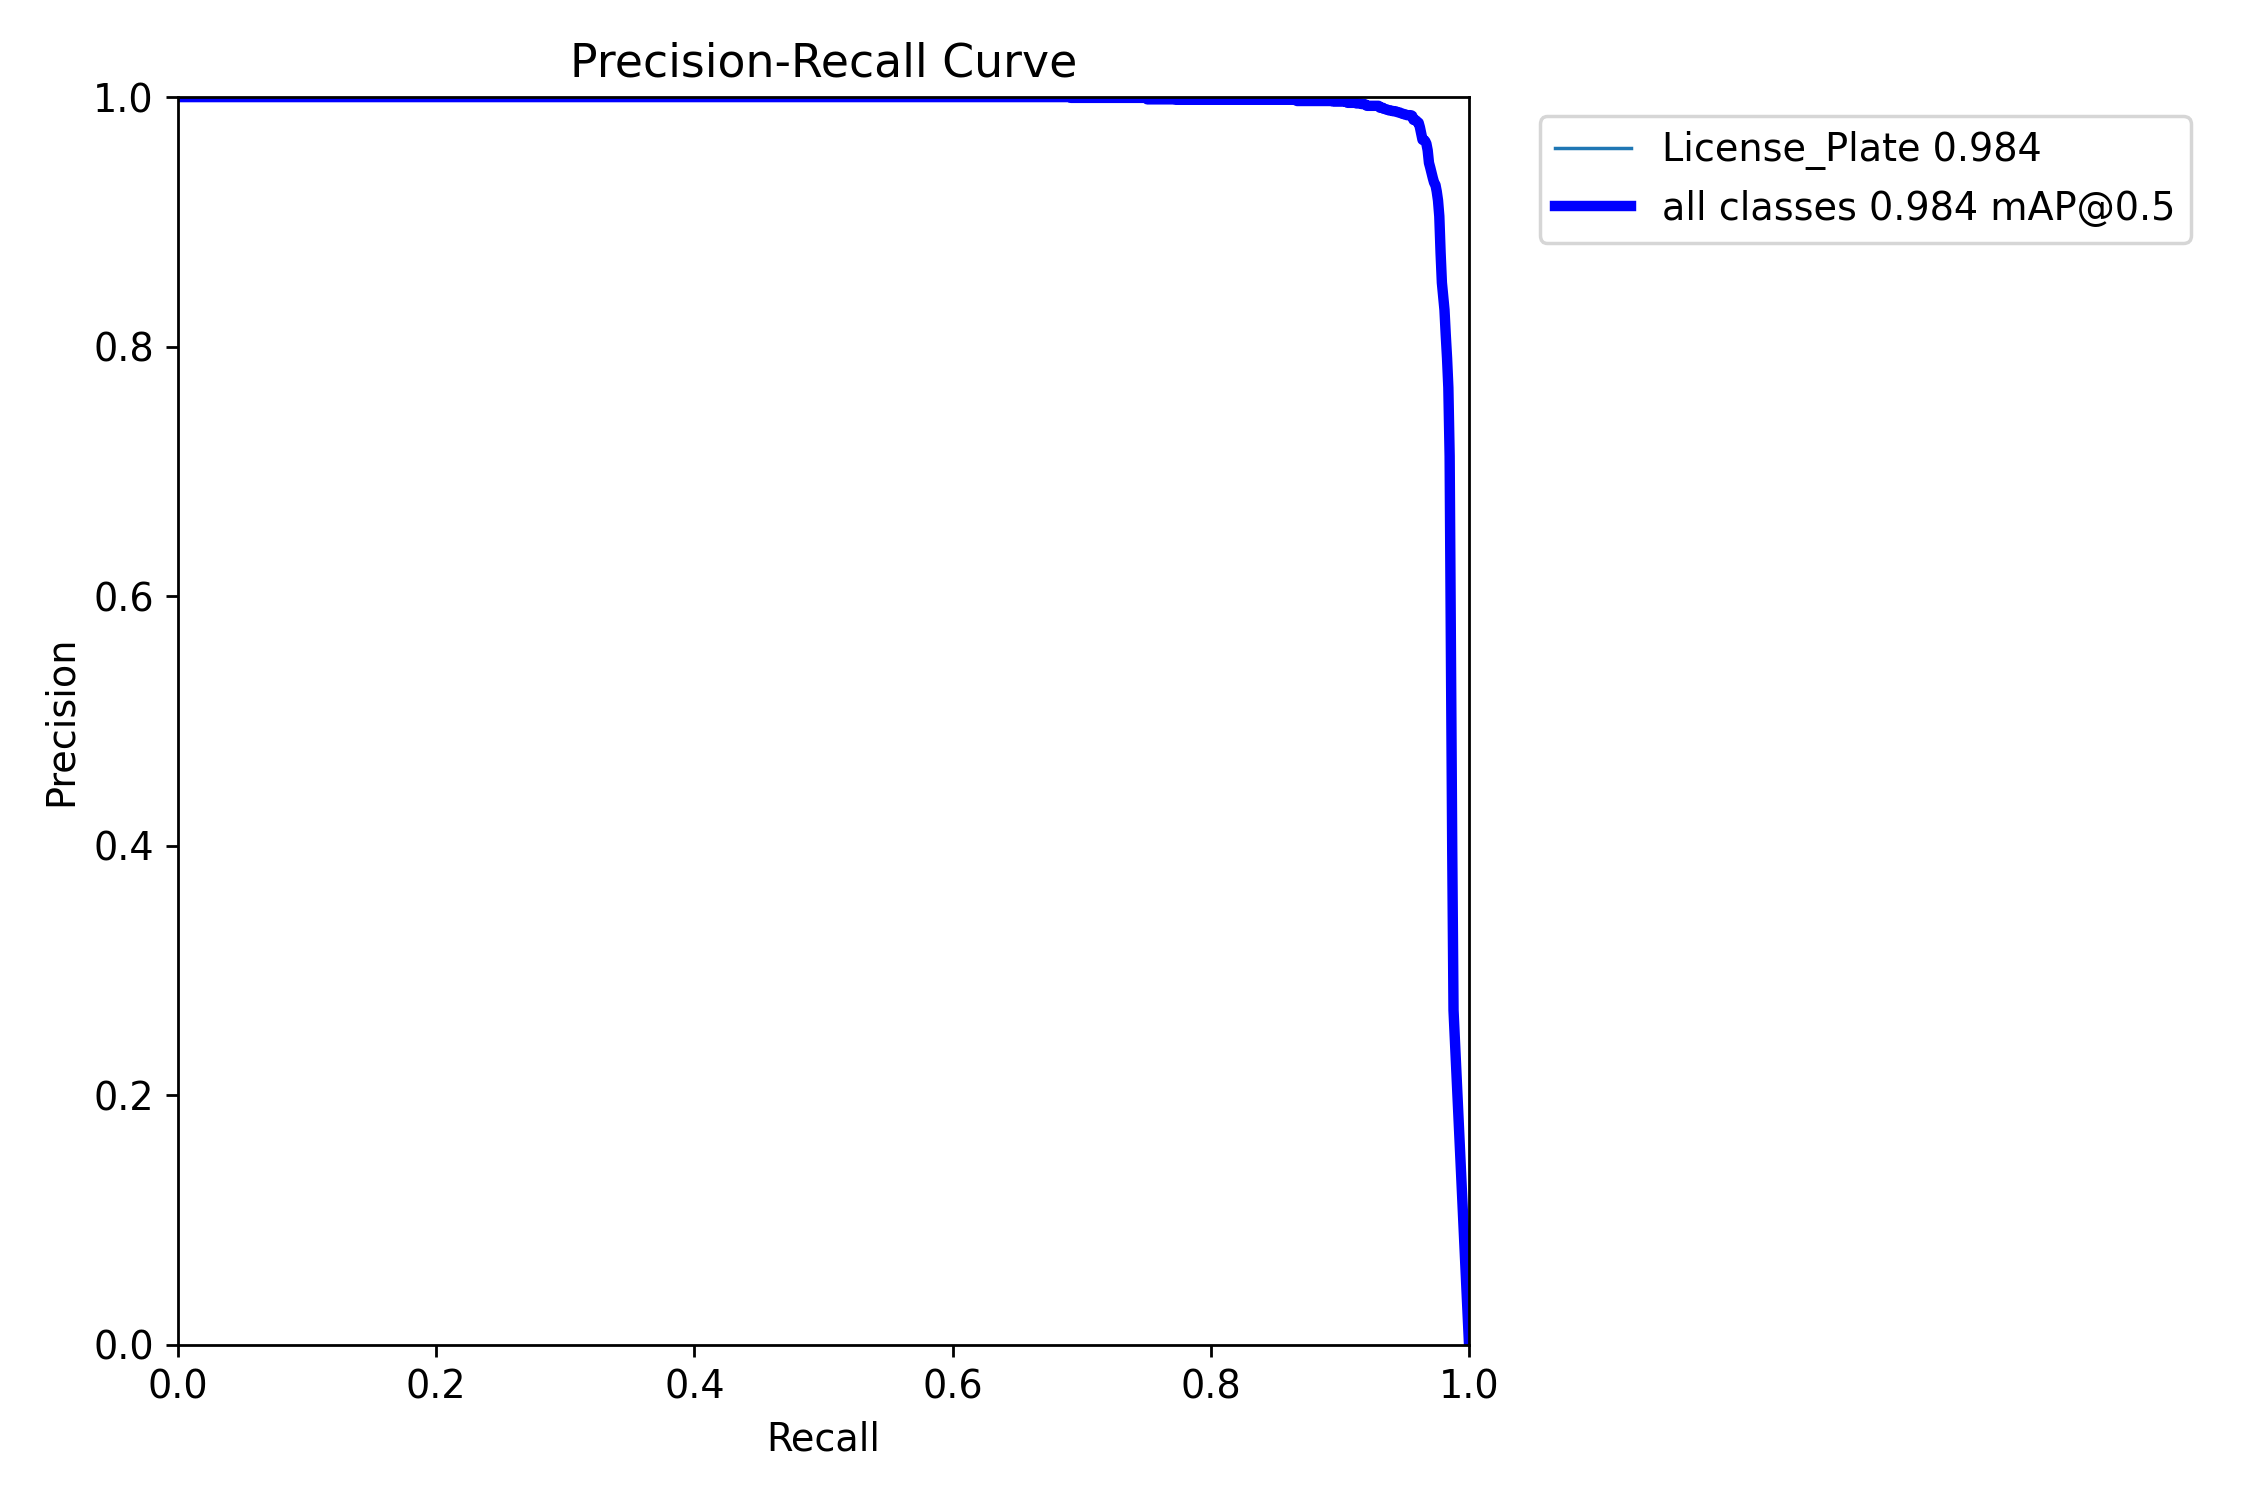 Precision-Recall Curve
License_Plate 0.984
all classes 0.984 mAP@0.5
1.0
0.8
0.6
0.4
0.2
0.0
Precision
0.0 0.2 0.4 0.6 0.8 1.0
Recall